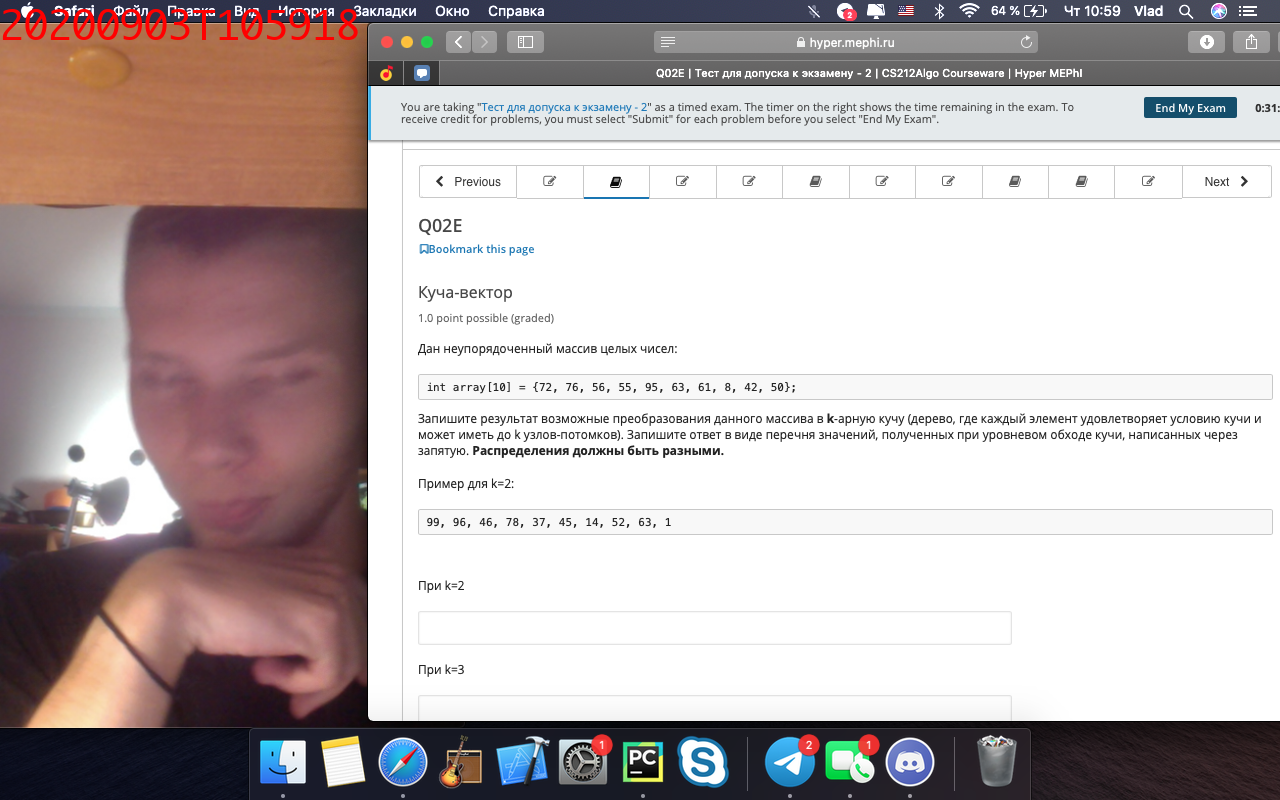 20200903T105918
Safari Файл Правка Вид История Закладки Окно Справка
2 64 % Чт 10:59 Vlad
hyper.mephi.ru
Q02E | Тест для допуска к экзамену - 2 | CS212Algo Courseware | Hyper MEPhI
You are taking "Тест для допуска к экзамену - 2" as a timed exam. The timer on the right shows the time remaining in the exam. To
receive credit for problems, you must select "Submit" for each problem before you select "End My Exam".
End My Exam
0:31:
Previous
Next
Q02E
Bookmark this page
Куча-вектор
1.0 point possible (graded)
Дан неупорядоченный массив целых чисел:
int array[10] = {72, 76, 56, 55, 95, 63, 61, 8, 42, 50};
Запишите результат возможные преобразования данного массива в k-арную кучу (дерево, где каждый элемент удовлетворяет условию кучи и
может иметь до k узлов-потомков). Запишите ответ в виде перечня значений, полученных при уровневом обходе кучи, написанных через
запятую. Распределения должны быть разными.
Пример для k=2:
99, 96, 46, 78, 37, 45, 14, 52, 63, 1
При k=2
При k=3
1
PC
2
1